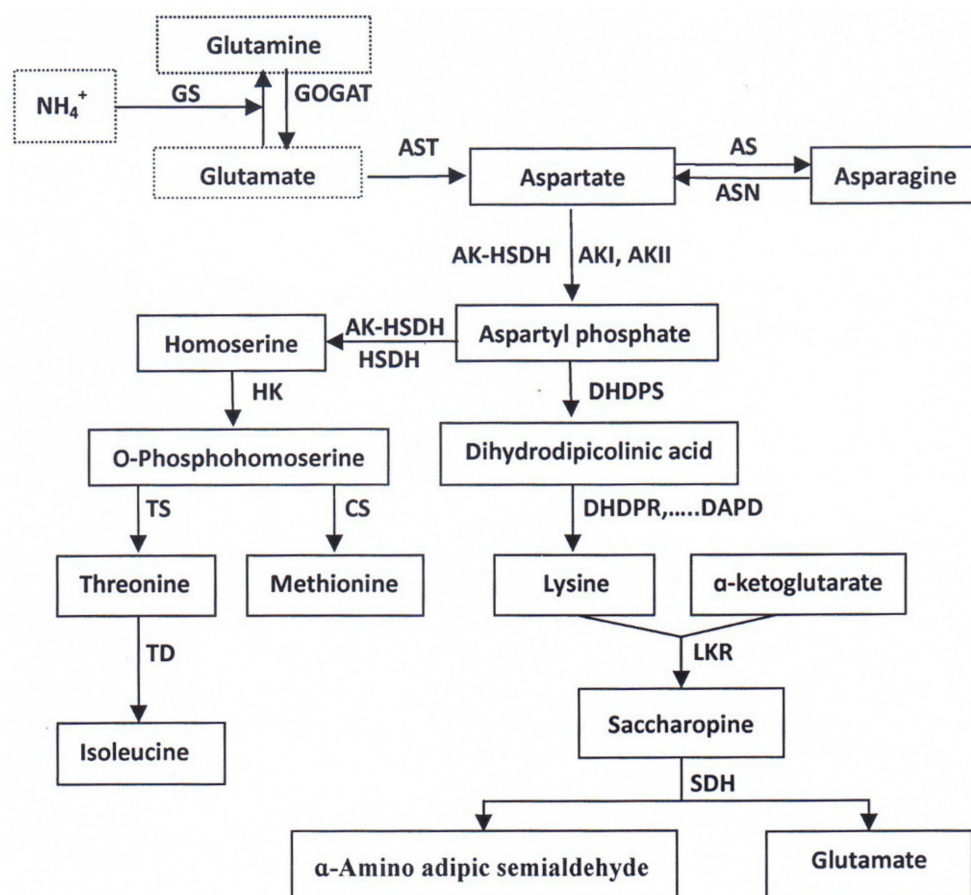 Glutamine
NH4+
GS
GOGAT
Glutamate
AST
Aspartate
AS
ASN
Asparagine
AK-HSDH
AKI, AKII
Aspartyl phosphate
AK-HSDH
HSDH
Homoserine
HK
DHDPS
O-Phosphohomoserine
Dihydrodipicolinic acid
TS
CS
DHDPR,.....DAPD
Threonine
Methionine
Lysine
α-ketoglutarate
TD
LKR
Isoleucine
Saccharopine
SDH
α-Amino adipic semialdehyde
Glutamate